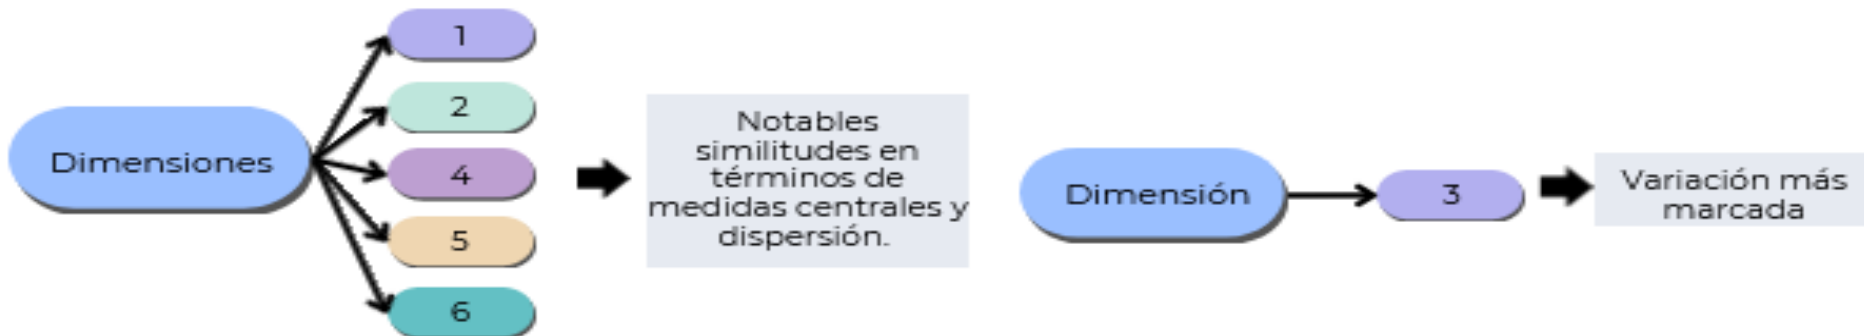 Dimensiones
1
2
4
5
6
Notables
similitudes en
términos de
medidas centrales y
dispersión.
Dimensión
3
Variación más
marcada